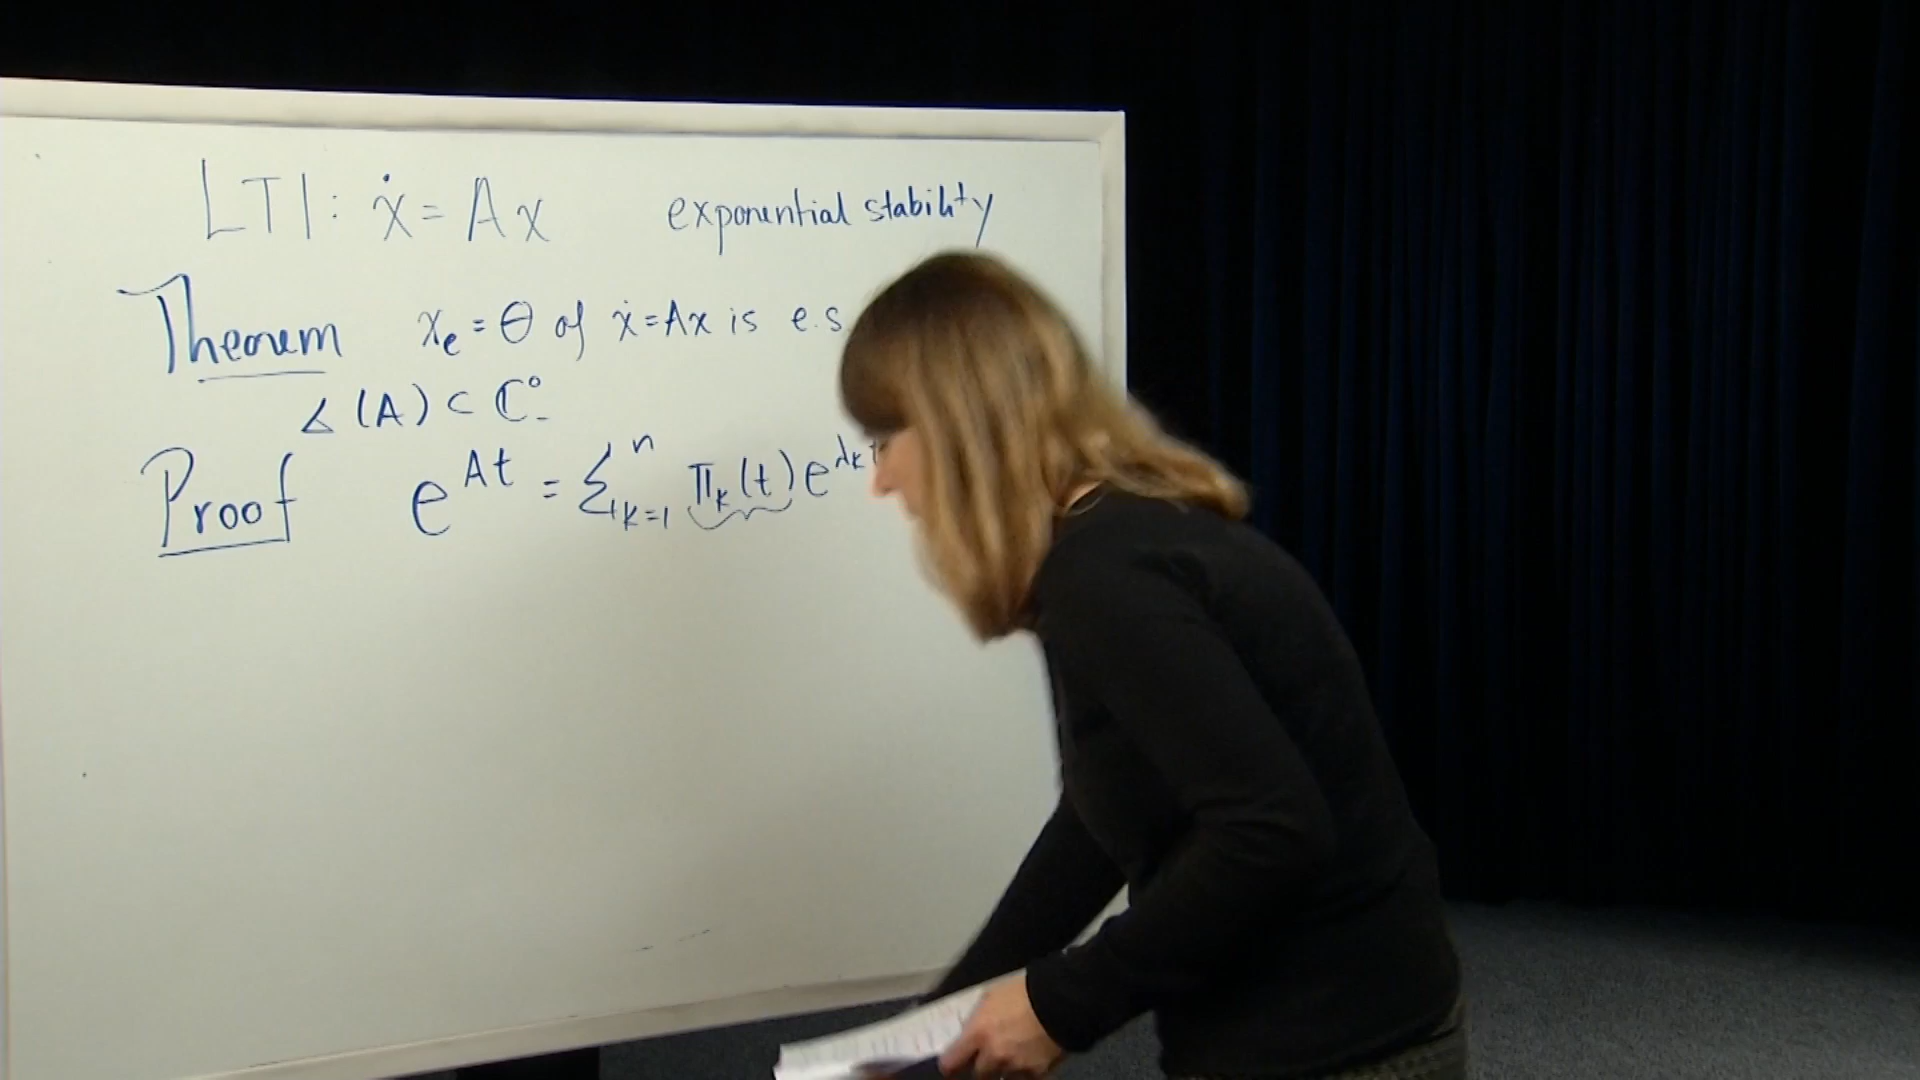 LTI: ẋ = Ax exponential stability
Theorem xₑ = θ of ẋ = Ax is e.s.
(A) ⊂ ℂ°₋
Proof e^{At} = Σ_{k=1}^{n} Π_k(t) e^{λ_k t}